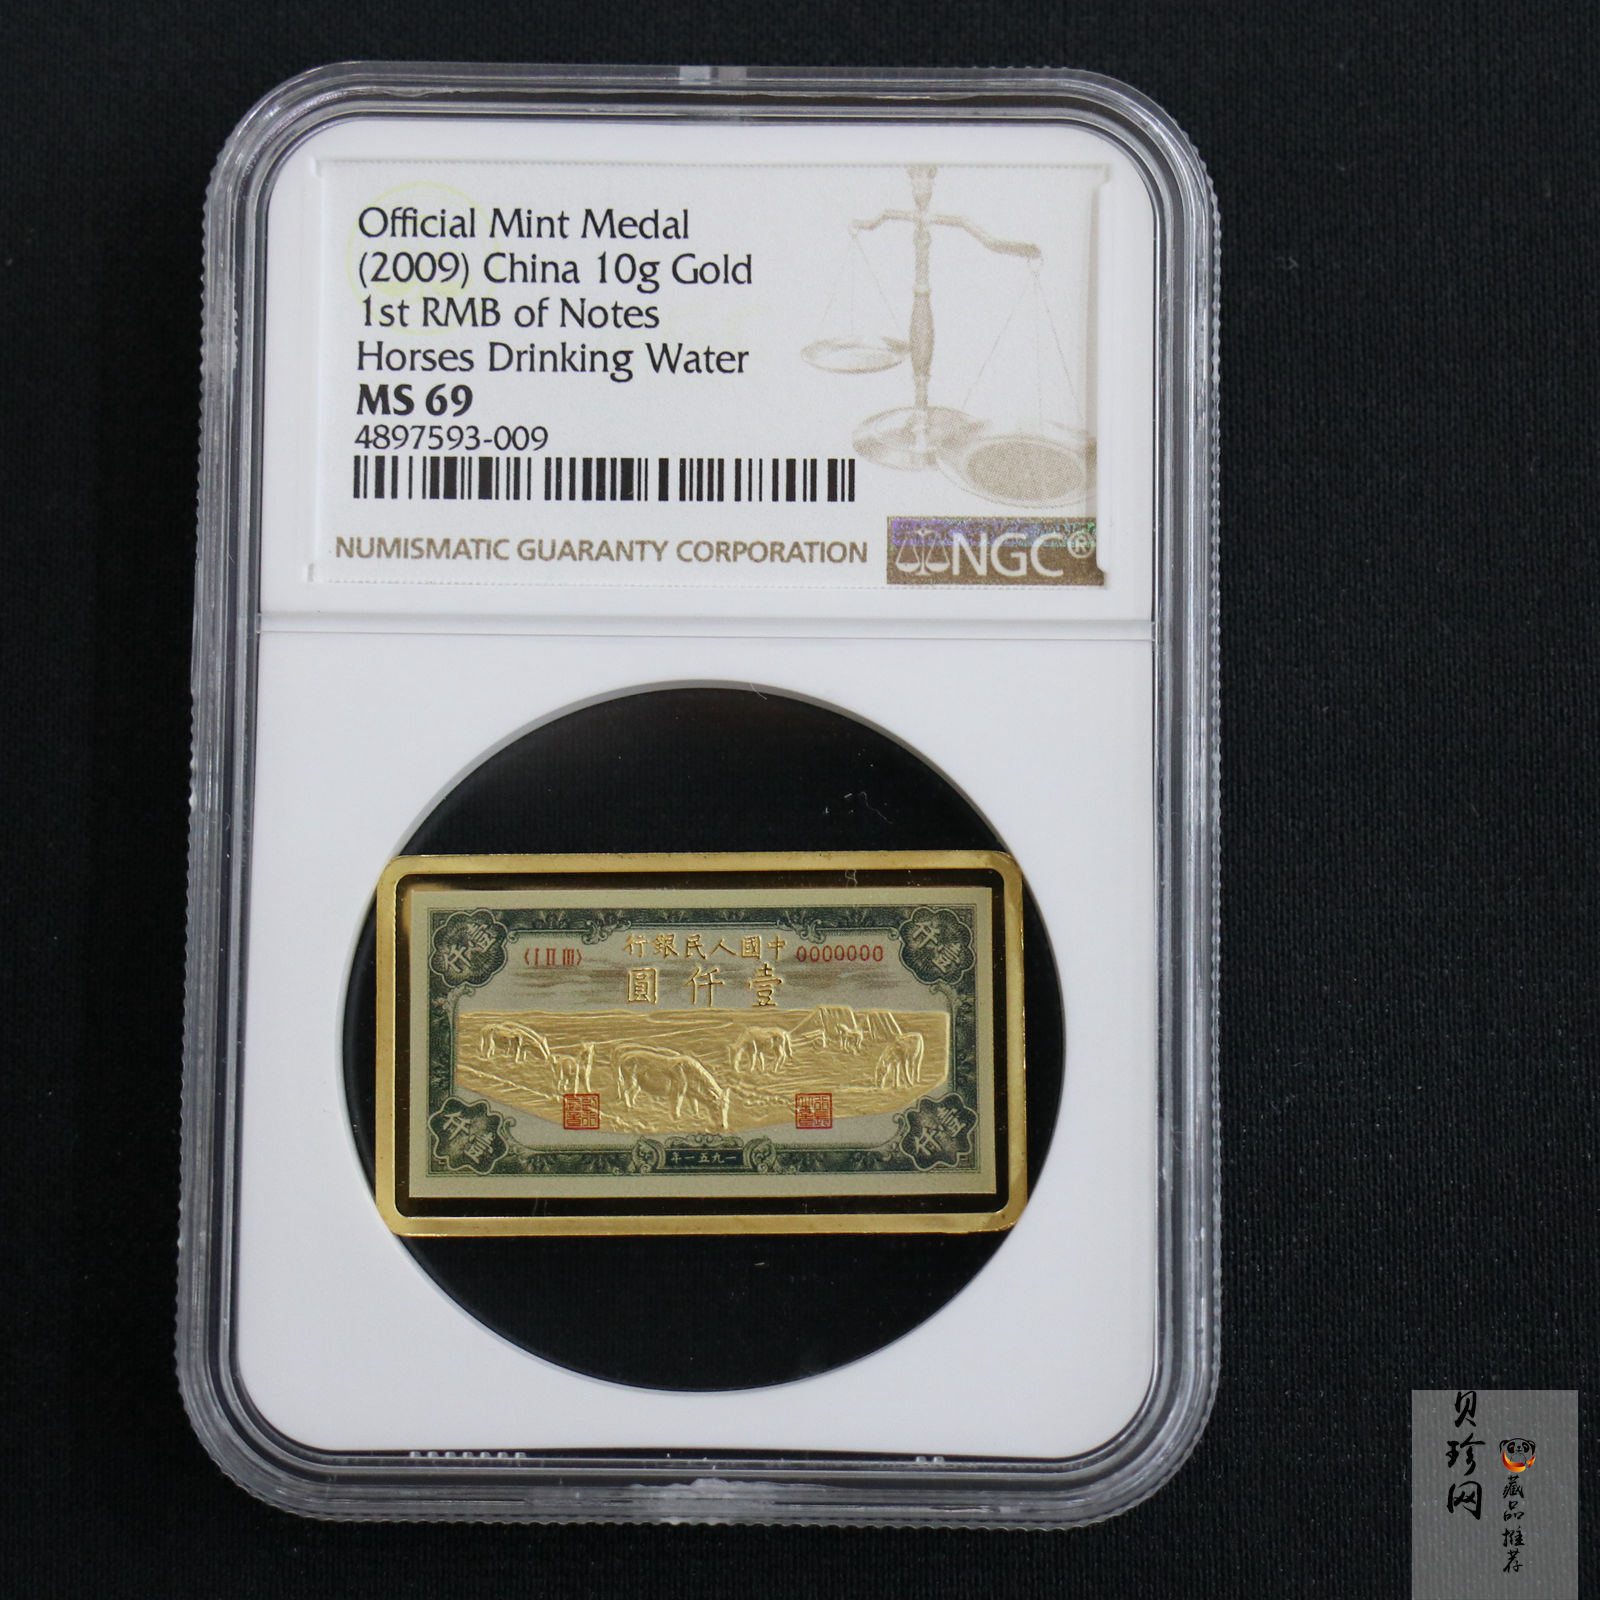 Official Mint Medal
(2009) China 10g Gold
1st RMB of Notes
Horses Drinking Water
MS 69
4897593-009
NUMISMATIC GUARANTY CORPORATION
NGC®
壹仟
壹仟
〈I II III〉
行銀民人國中
0000000
圓仟壹
壹仟
壹仟
年一五九一
贝珍网
藏品推荐